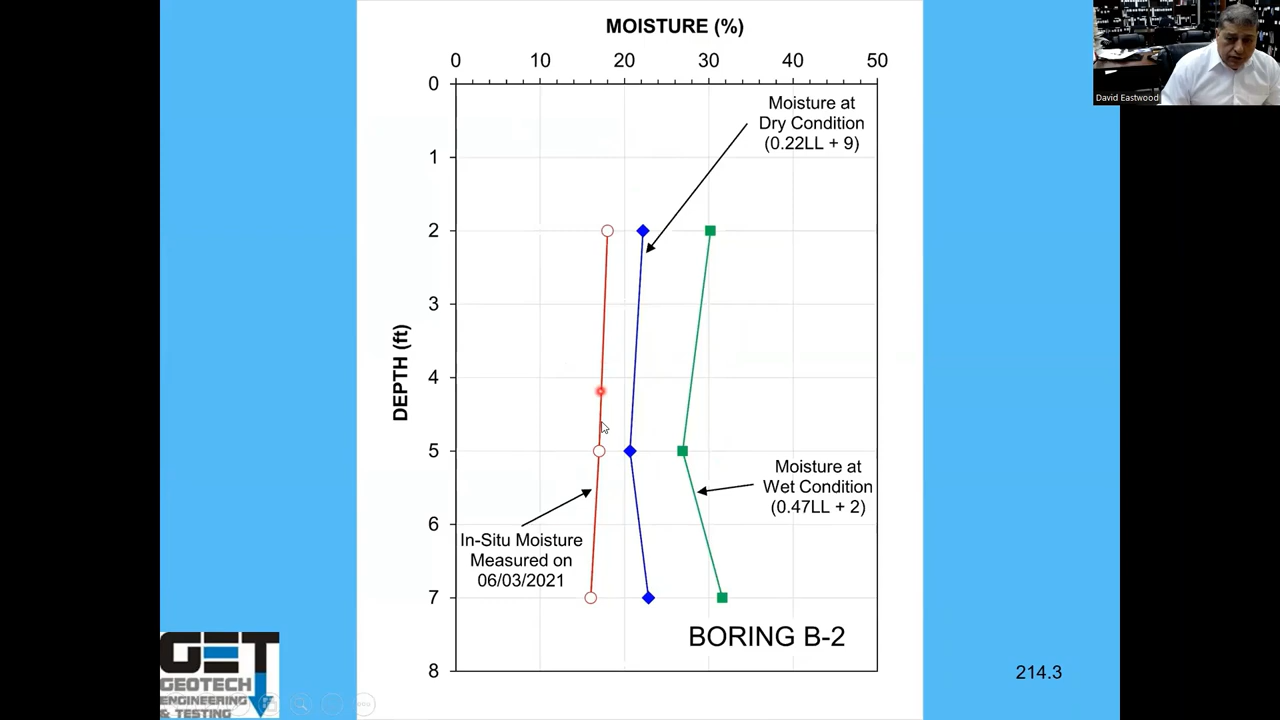 MOISTURE (%)
0 10 20 30 40 50
0
1
2
3
4
5
6
7
8
DEPTH (ft)
Moisture at
Dry Condition
(0.22LL + 9)
Moisture at
Wet Condition
(0.47LL + 2)
In-Situ Moisture
Measured on
06/03/2021
BORING B-2
214.3
GET
GEOTECH
ENGINEERING
& TESTING
David Eastwood